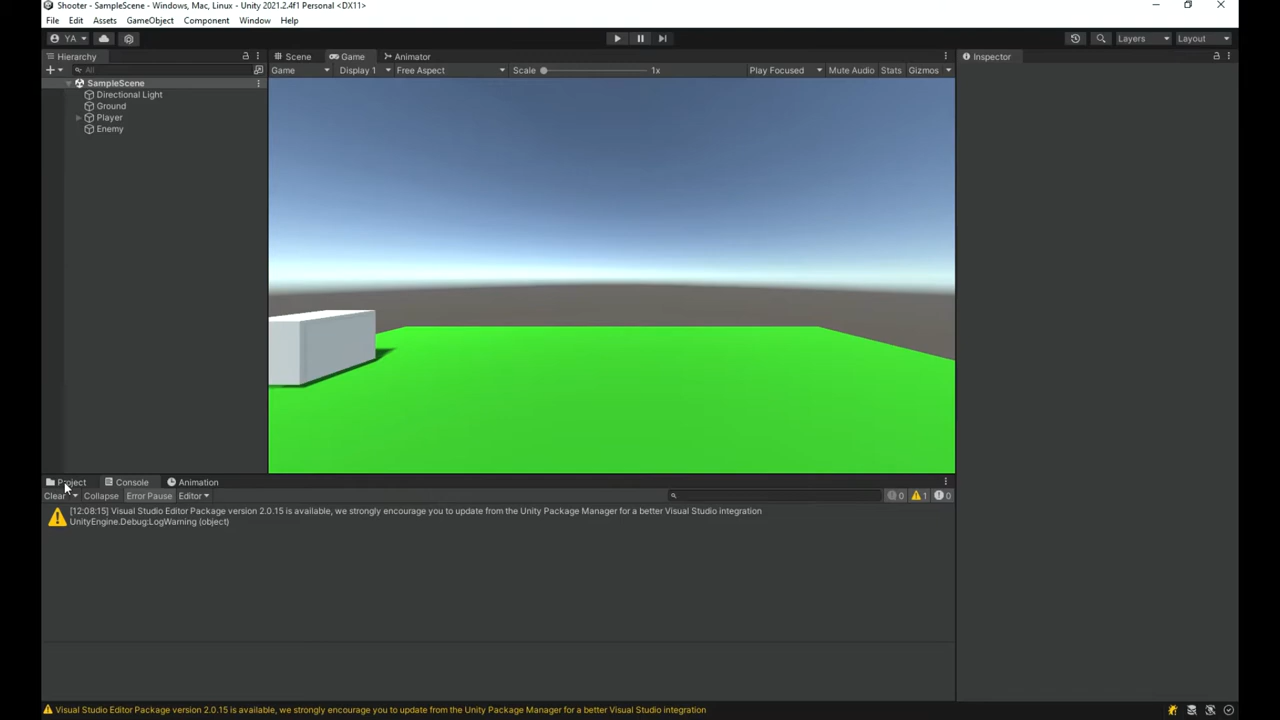 Shooter - SampleScene - Windows, Mac, Linux - Unity 2021.2.4f1 Personal <DX11>
File Edit Assets GameObject Component Window Help
YA Layers Layout
Hierarchy Scene Game Animator Inspector
All Game Display 1 Free Aspect Scale 1x Play Focused Mute Audio Stats Gizmos
SampleScene
Directional Light
Ground
Player
Enemy
Project Console Animation
Clear Collapse Error Pause Editor 0 1 0
[12:08:15] Visual Studio Editor Package version 2.0.15 is available, we strongly encourage you to update from the Unity Package Manager for a better Visual Studio integration
UnityEngine.Debug:LogWarning (object)
Visual Studio Editor Package version 2.0.15 is available, we strongly encourage you to update from the Unity Package Manager for a better Visual Studio integration